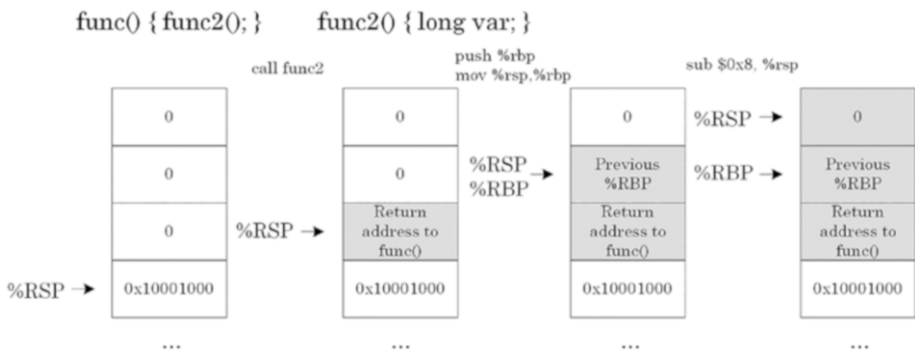 func() { func2(); }
func2() { long var; }
call func2
push %rbp
mov %rsp,%rbp
sub $0x8, %rsp
0
0
0
%RSP
0x10001000
...
0
0
%RSP
Return
address to
func()
0x10001000
...
0
%RSP
%RBP
Previous
%RBP
Return
address to
func()
0x10001000
...
%RSP
0
%RBP
Previous
%RBP
Return
address to
func()
0x10001000
...